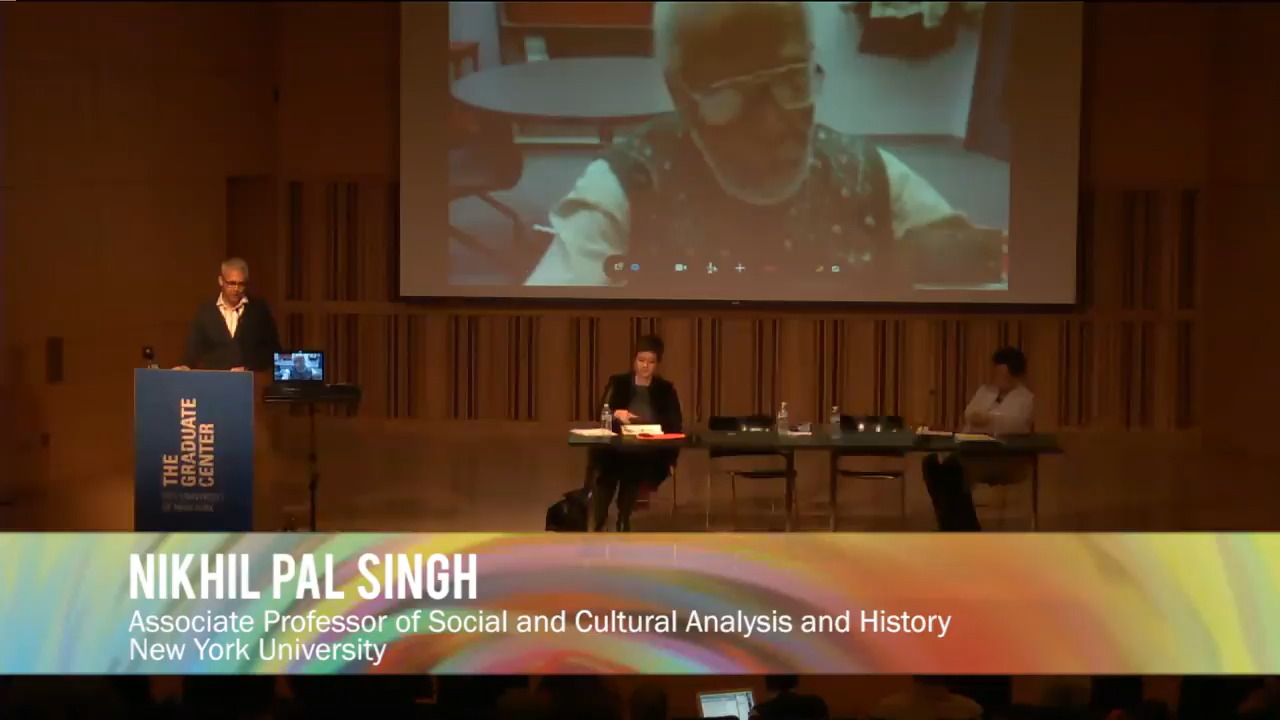 THE
GRADUATE
CENTER
NIKHIL PAL SINGH
Associate Professor of Social and Cultural Analysis and History
New York University